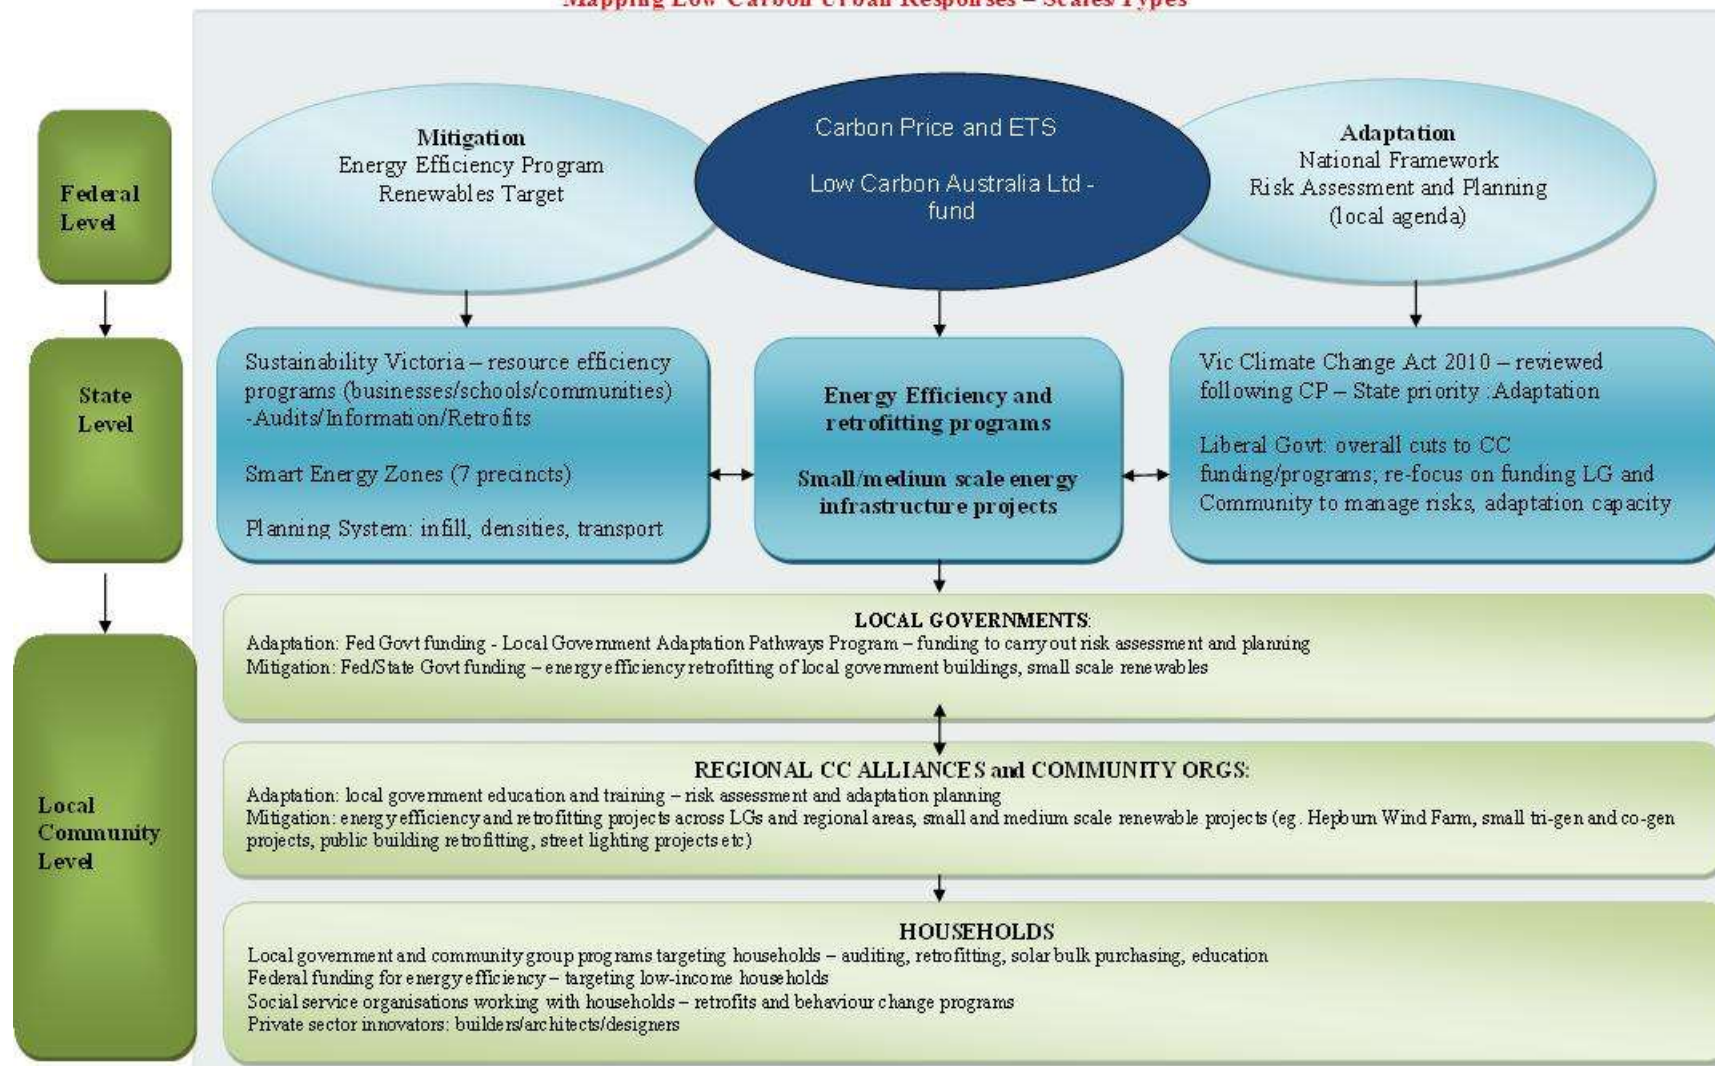 Mapping Low Carbon Urban Responses – Scales/Types
Federal
Level
Mitigation
Energy Efficiency Program
Renewables Target
Carbon Price and ETS
Low Carbon Australia Ltd -
fund
Adaptation
National Framework
Risk Assessment and Planning
(local agenda)
State
Level
Sustainability Victoria – resource efficiency
programs (businesses/schools/communities)
-Audits/Information/Retrofits
Smart Energy Zones (7 precincts)
Planning System: infill, densities, transport
Energy Efficiency and
retrofitting programs
Small/medium scale energy
infrastructure projects
Vic Climate Change Act 2010 – reviewed
following CP – State priority :Adaptation
Liberal Govt: overall cuts to CC
funding/programs; re-focus on funding LG and
Community to manage risks, adaptation capacity
Local
Community
Level
LOCAL GOVERNMENTS:
Adaptation: Fed Govt funding - Local Government Adaptation Pathways Program – funding to carry out risk assessment and planning
Mitigation: Fed/State Govt funding – energy efficiency retrofitting of local government buildings, small scale renewables
REGIONAL CC ALLIANCES and COMMUNITY ORGS:
Adaptation: local government education and training – risk assessment and adaptation planning
Mitigation: energy efficiency and retrofitting projects across LGs and regional areas, small and medium scale renewable projects (eg. Hepburn Wind Farm, small tri-gen and co-gen
projects, public building retrofitting, street lighting projects etc)
HOUSEHOLDS
Local government and community group programs targeting households – auditing, retrofitting, solar bulk purchasing, education
Federal funding for energy efficiency – targeting low-income households
Social service organisations working with households – retrofits and behaviour change programs
Private sector innovators: builders/architects/designers